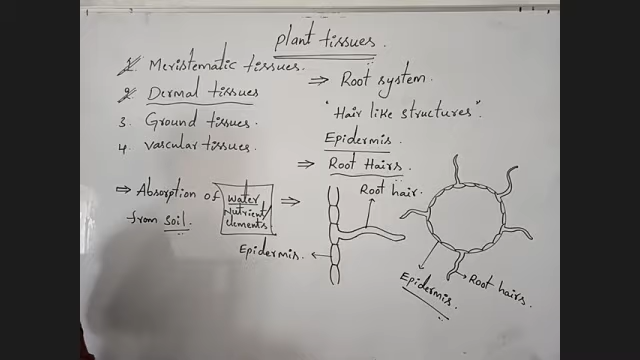 Plant tissues.
1. Meristematic tissues.
2. Dermal tissues
3. Ground tissues.
4. Vascular tissues.
⇒ Root system.
"Hair like structures".
Epidermis.
⇒ Root Hairs.
⇒ Absorption of
water
Nutrient
elements
⇒
from soil.
Root hair.
Epidermis.
Epidermis.
Root hairs.